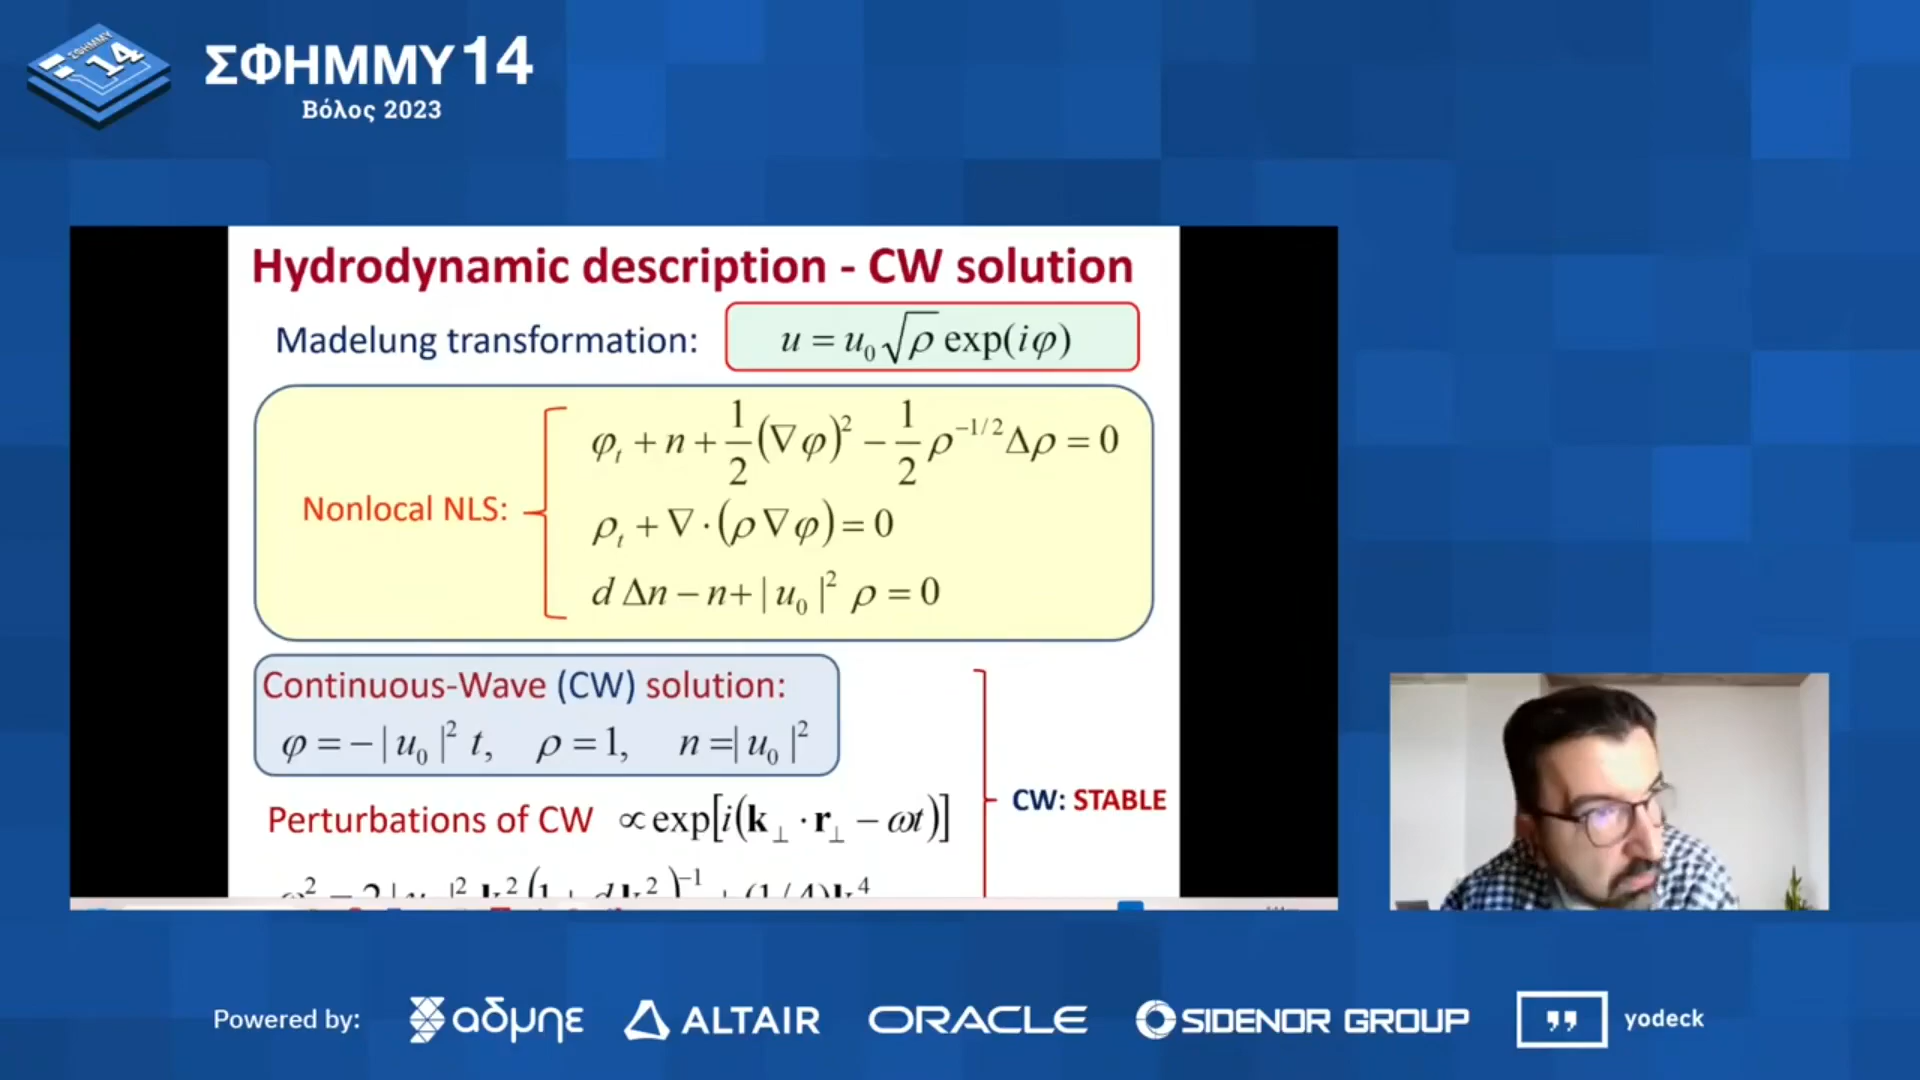 ΣΦΗΜΜΥ 14
ΣΦΗΜΜΥ 14
Βόλος 2023
Hydrodynamic description - CW solution
Madelung transformation: u = u₀√ρ exp(iφ)
φₜ + n + 1/2 (∇φ)² − 1/2 ρ^{−1/2} Δρ = 0
Nonlocal NLS:
ρₜ + ∇·(ρ∇φ) = 0
d Δn − n + |u₀|² ρ = 0
Continuous-Wave (CW) solution:
φ = −|u₀|² t, ρ = 1, n = |u₀|²
CW: STABLE
Perturbations of CW ∝ exp[i(k⊥ · r⊥ − ωt)]
Powered by: αδμηε ALTAIR ORACLE SIDENOR GROUP yodeck